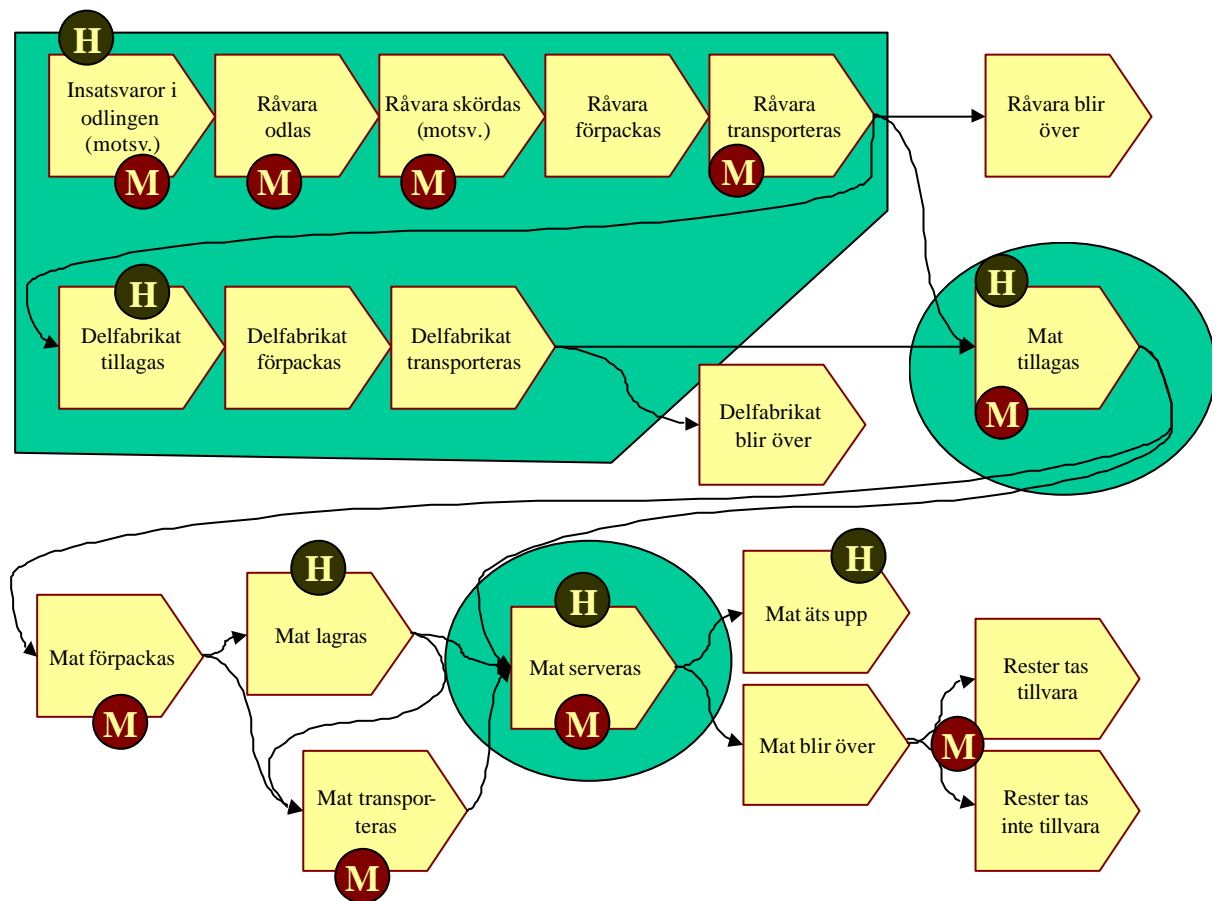 H
Insatsvaror i
odlingen
(motsv.)
M
Råvara
odlas
M
Råvara skördas
(motsv.)
M
Råvara
förpackas
Råvara
transporteras
M
Råvara blir
över
H
Delfabrikat
tillagas
Delfabrikat
förpackas
Delfabrikat
transporteras
Delfabrikat
blir över
H
Mat
tillagas
M
Mat förpackas
M
H
Mat lagras
Mat transpor-
teras
M
H
Mat serveras
M
H
Mat äts upp
Mat blir över
M
Rester tas
tillvara
Rester tas
inte tillvara